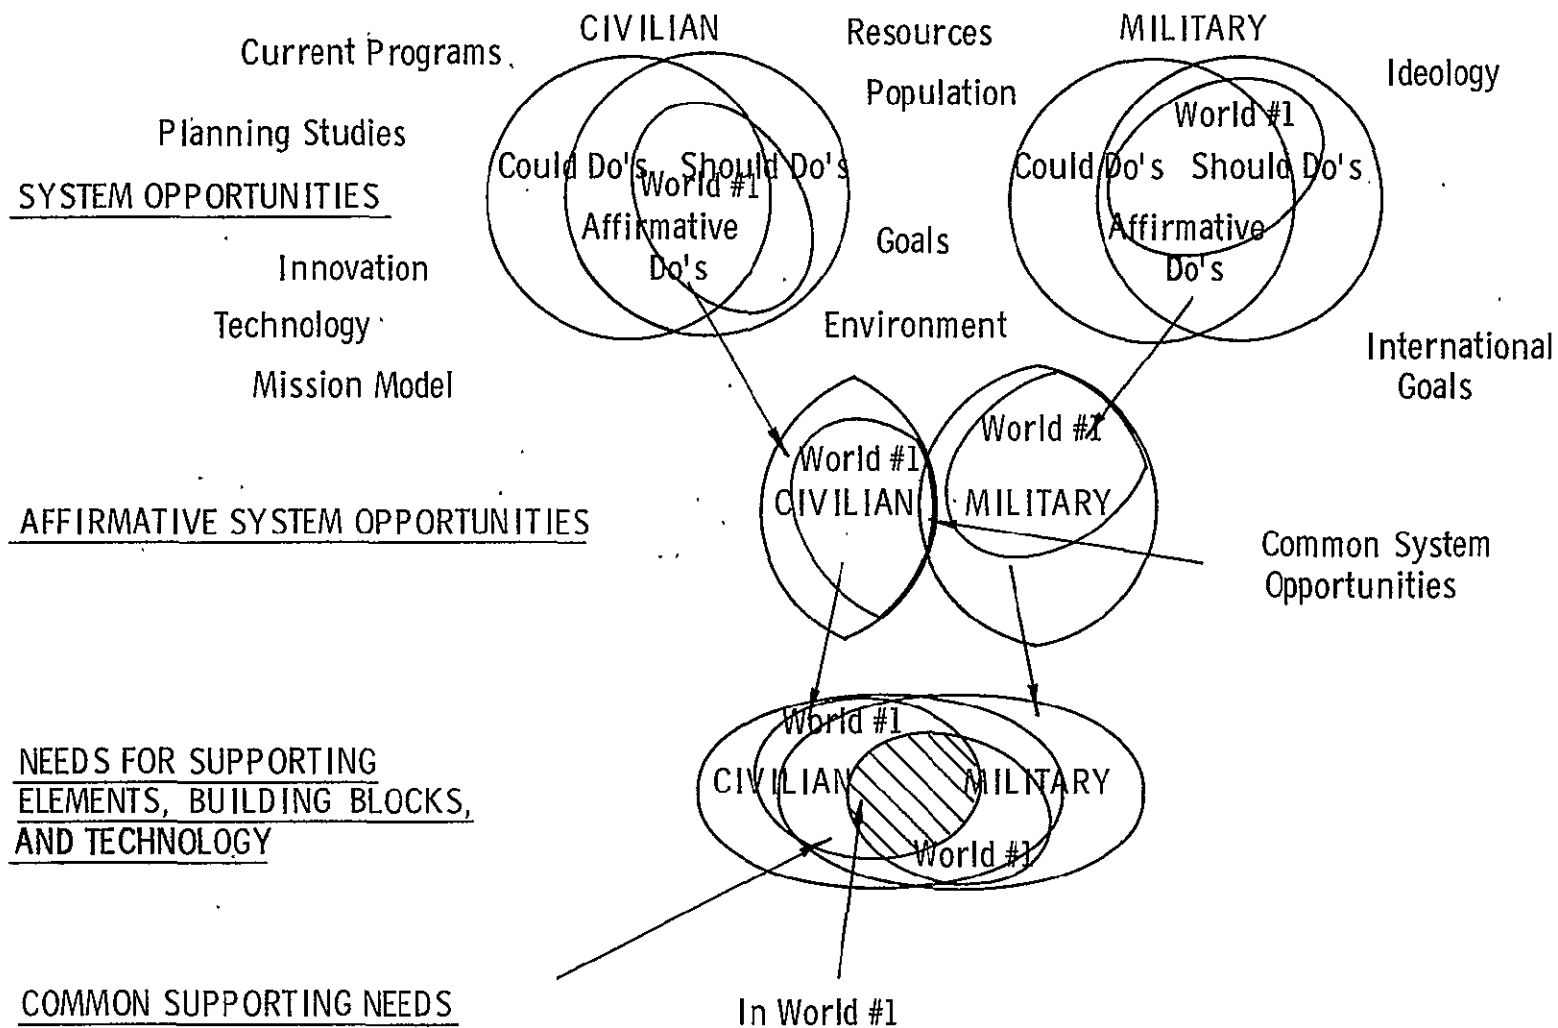 CIVILIAN
Resources
MILITARY
Current Programs
Ideology
Population
World #1
Planning Studies
Could Do's
Should Do's
Could Do's
Should Do's
World #1
SYSTEM OPPORTUNITIES
Affirmative
Do's
Affirmative
Do's
Goals
Innovation
Technology
Environment
International
Goals
Mission Model
World #1
World #1
CIVILIAN
MILITARY
AFFIRMATIVE SYSTEM OPPORTUNITIES
Common System
Opportunities
World #1
NEEDS FOR SUPPORTING
ELEMENTS, BUILDING BLOCKS,
AND TECHNOLOGY
CIVILIAN
MILITARY
World #1
COMMON SUPPORTING NEEDS
In World #1